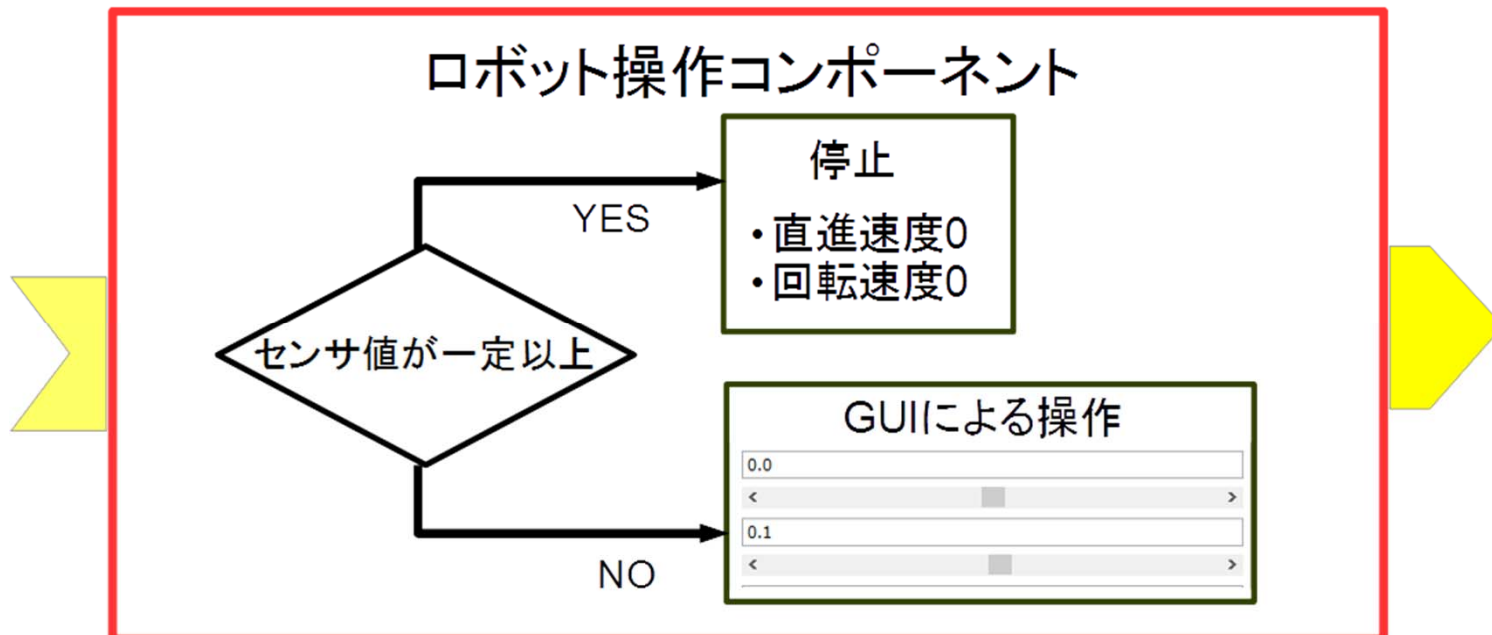 ロボット操作コンポーネント
停止
YES
・直進速度0
・回転速度0
センサ値が一定以上
GUIによる操作
0.0
0.1
NO